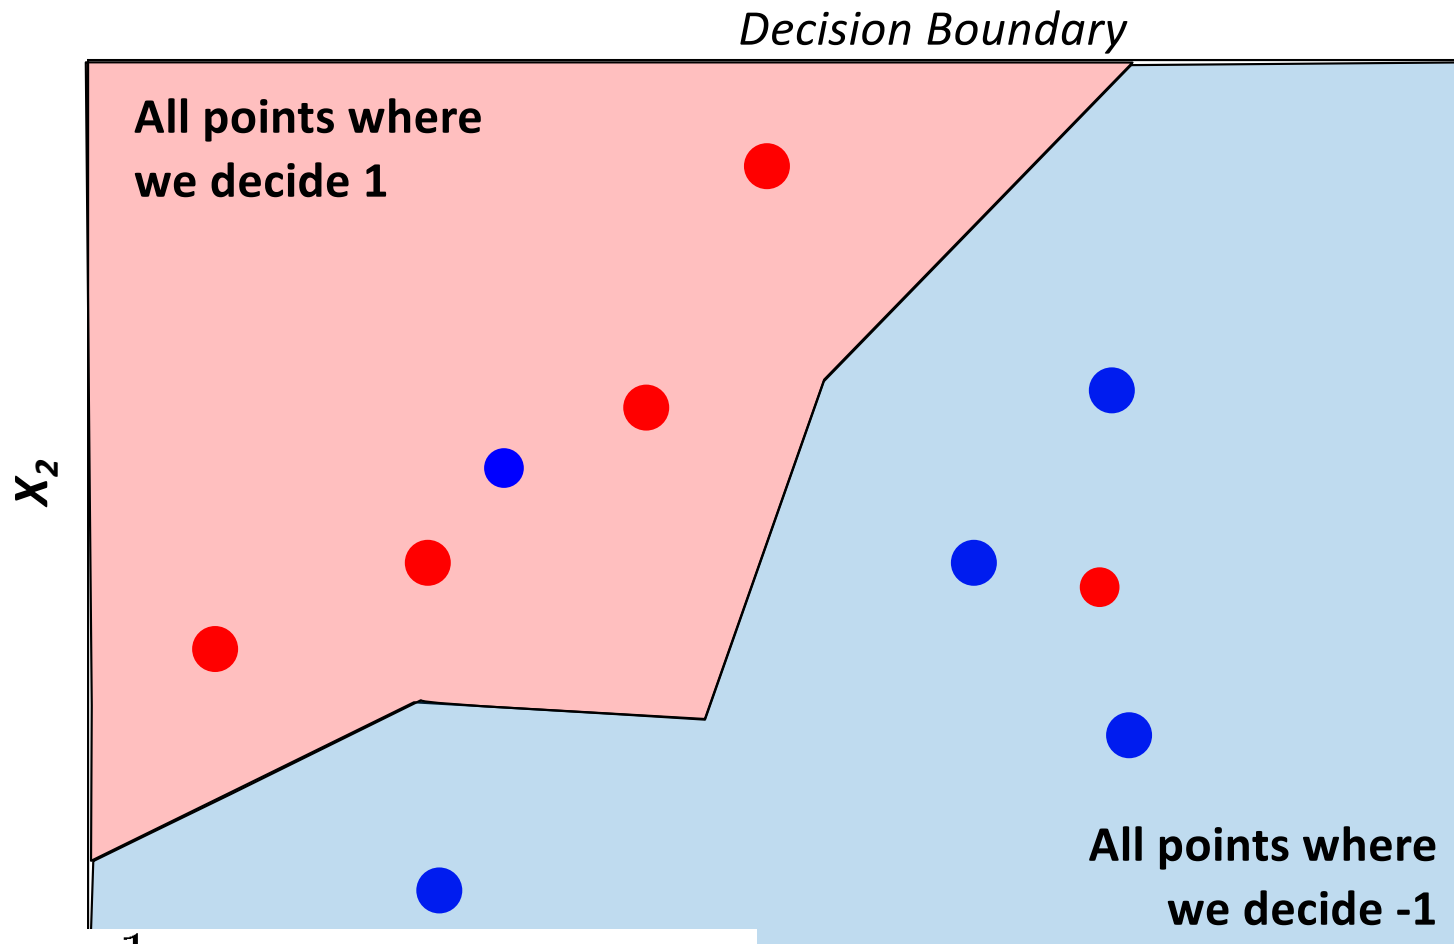 Decision Boundary
All points where
we decide 1
X₂
All points where
we decide -1